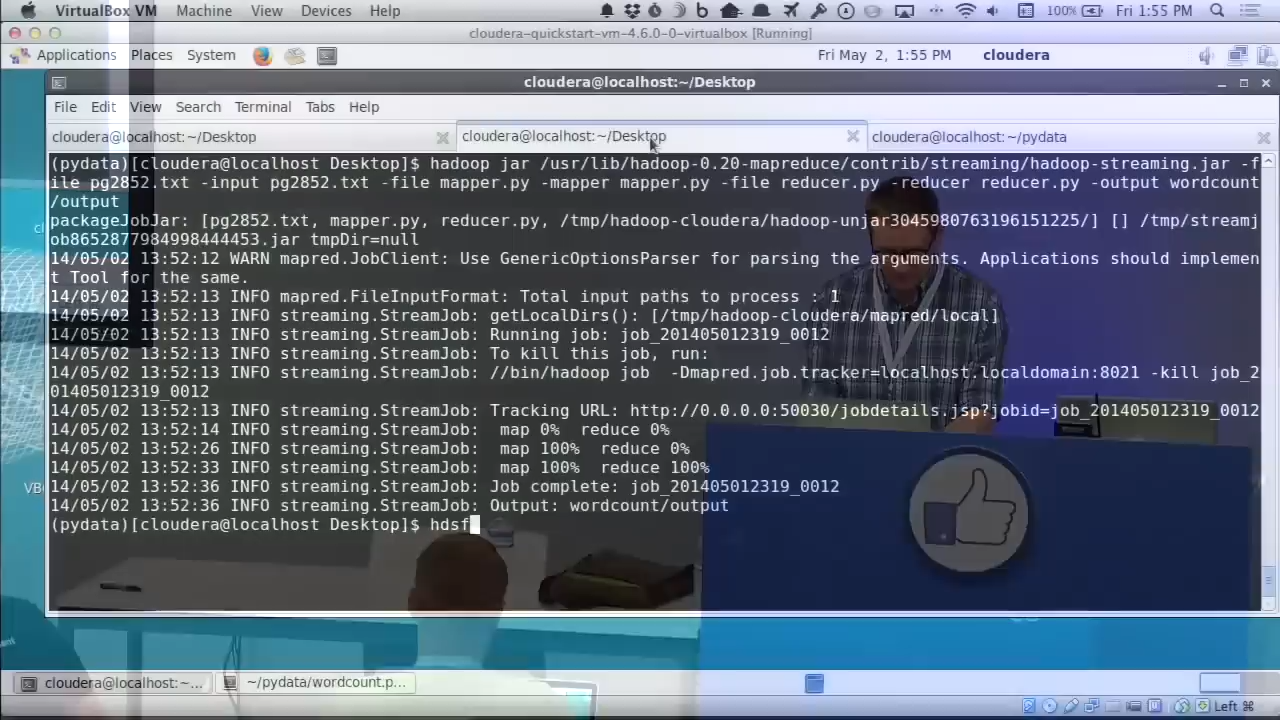 VirtualBox VM Machine View Devices Help 100% Fri 1:55 PM
cloudera-quickstart-vm-4.6.0-0-virtualbox [Running]
Applications Places System Fri May 2, 1:55 PM cloudera
cloudera@localhost:~/Desktop
File Edit View Search Terminal Tabs Help
cloudera@localhost:~/Desktop cloudera@localhost:~/Desktop cloudera@localhost:~/pydata
(pydata)[cloudera@localhost Desktop]$ hadoop jar /usr/lib/hadoop-0.20-mapreduce/contrib/streaming/hadoop-streaming.jar -f
ile pg2852.txt -input pg2852.txt -file mapper.py -mapper mapper.py -file reducer.py -reducer reducer.py -output wordcount
/output
packageJobJar: [pg2852.txt, mapper.py, reducer.py, /tmp/hadoop-cloudera/hadoop-unjar3045980763196151225/] [] /tmp/streamj
ob8652877984998444453.jar tmpDir=null
14/05/02 13:52:12 WARN mapred.JobClient: Use GenericOptionsParser for parsing the arguments. Applications should implemen
t Tool for the same.
14/05/02 13:52:13 INFO mapred.FileInputFormat: Total input paths to process : 1
14/05/02 13:52:13 INFO streaming.StreamJob: getLocalDirs(): [/tmp/hadoop-cloudera/mapred/local]
14/05/02 13:52:13 INFO streaming.StreamJob: Running job: job_201405012319_0012
14/05/02 13:52:13 INFO streaming.StreamJob: To kill this job, run:
14/05/02 13:52:13 INFO streaming.StreamJob: //bin/hadoop job  -Dmapred.job.tracker=localhost.localdomain:8021 -kill job_2
01405012319_0012
14/05/02 13:52:13 INFO streaming.StreamJob: Tracking URL: http://0.0.0.0:50030/jobdetails.jsp?jobid=job_201405012319_0012
14/05/02 13:52:14 INFO streaming.StreamJob:  map 0%  reduce 0%
14/05/02 13:52:26 INFO streaming.StreamJob:  map 100%  reduce 0%
14/05/02 13:52:33 INFO streaming.StreamJob:  map 100%  reduce 100%
14/05/02 13:52:36 INFO streaming.StreamJob: Job complete: job_201405012319_0012
14/05/02 13:52:36 INFO streaming.StreamJob: Output: wordcount/output
(pydata)[cloudera@localhost Desktop]$ hdsf
cloudera@localhost:~... ~/pydata/wordcount.p...
Left ⌘